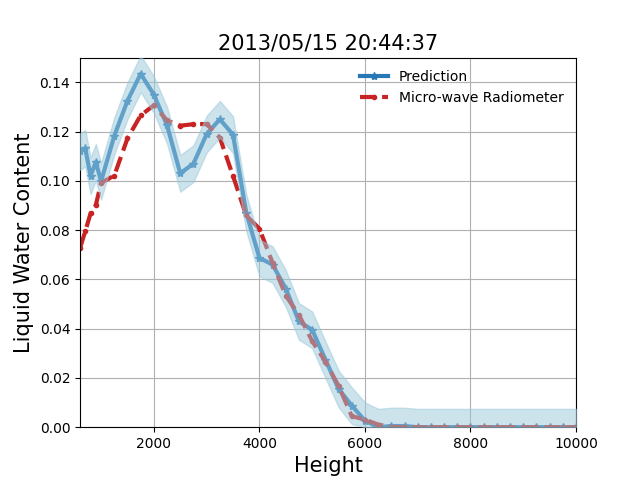 2013/05/15 20:44:37
Prediction
Micro-wave Radiometer
Liquid Water Content
0.14
0.12
0.10
0.08
0.06
0.04
0.02
0.00
2000 4000 6000 8000 10000
Height